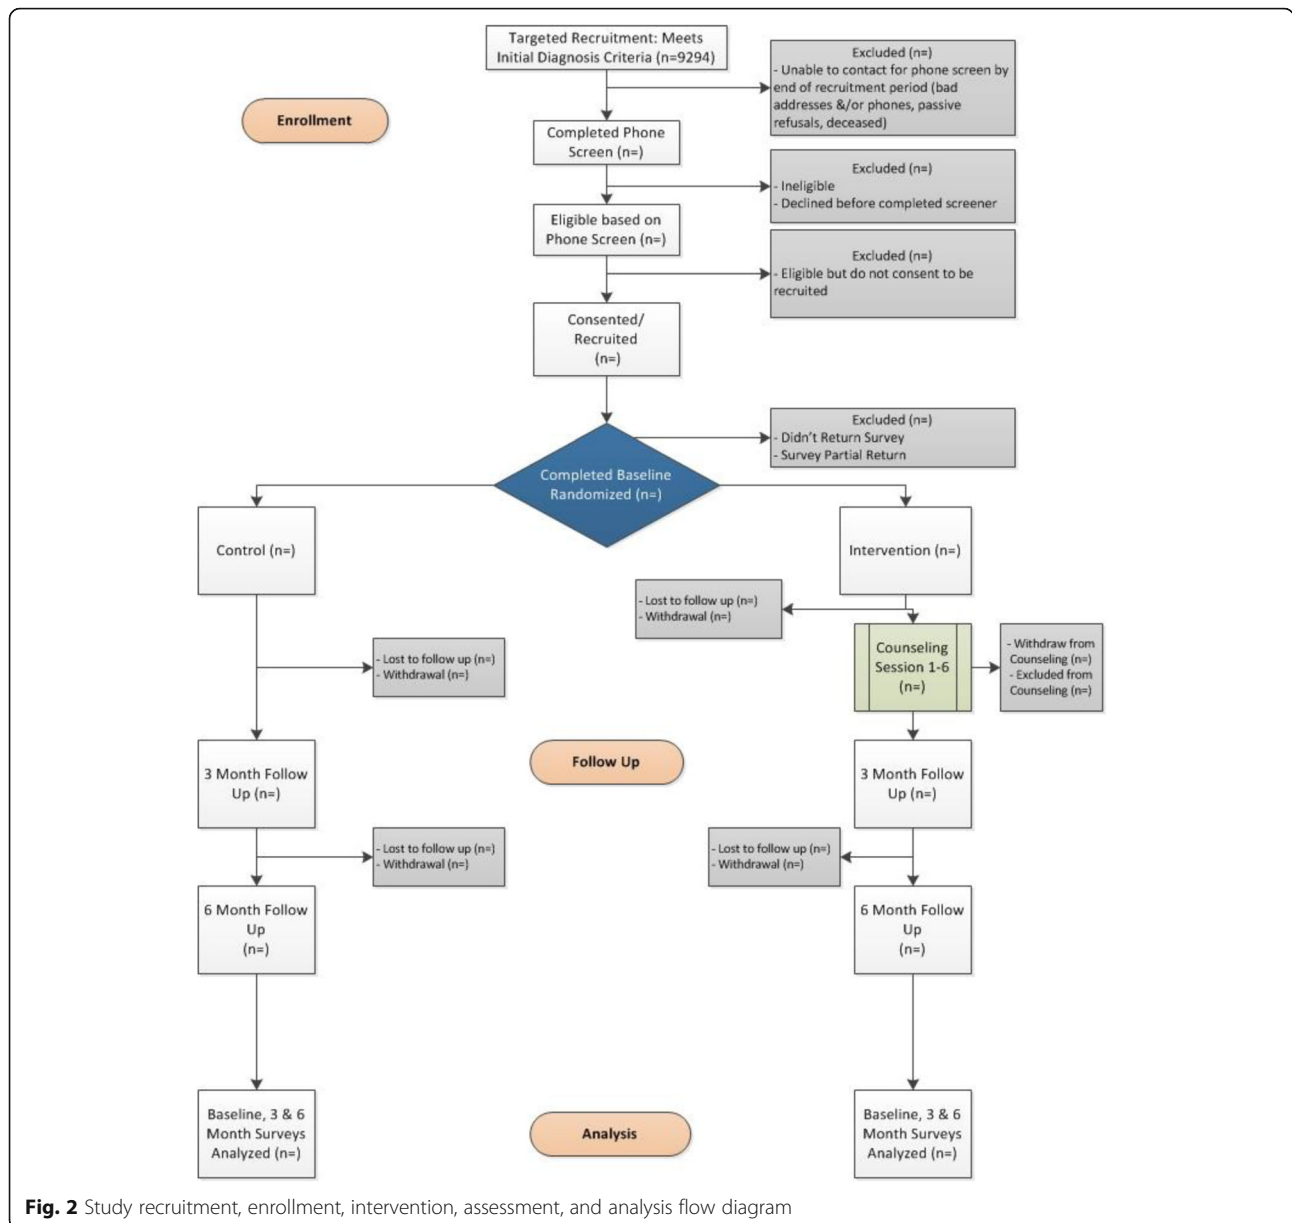 Targeted Recruitment: Meets
Initial Diagnosis Criteria (n=9294)
Excluded (n=)
- Unable to contact for phone screen by
end of recruitment period (bad
addresses &/or phones, passive
refusals, deceased)
Enrollment
Completed Phone
Screen (n=)
Excluded (n=)
- Ineligible
- Declined before completed screener
Eligible based on
Phone Screen (n=)
Excluded (n=)
- Eligible but do not consent to be
recruited
Consented/
Recruited
(n=)
Excluded (n=)
- Didn't Return Survey
- Survey Partial Return
Completed Baseline
Randomized (n=)
Control (n=)
Intervention (n=)
- Lost to follow up (n=)
- Withdrawal (n=)
Counseling
Session 1-6
(n=)
- Withdraw from
Counseling (n=)
- Excluded from
Counseling (n=)
- Lost to follow up (n=)
- Withdrawal (n=)
3 Month Follow
Up (n=)
Follow Up
3 Month Follow
Up (n=)
- Lost to follow up (n=)
- Withdrawal (n=)
- Lost to follow up (n=)
- Withdrawal (n=)
6 Month Follow
Up
(n=)
6 Month Follow
Up
(n=)
Baseline, 3 & 6
Month Surveys
Analyzed (n=)
Analysis
Baseline, 3 & 6
Month Surveys
Analyzed (n=)
Fig. 2 Study recruitment, enrollment, intervention, assessment, and analysis flow diagram